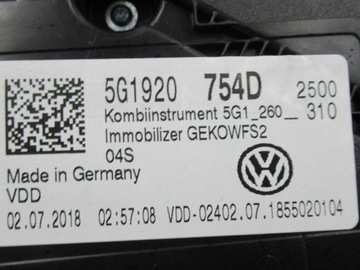 5G1920 754D 2500
Kombiinstrument 5G1_260__ 310
Immobilizer GEKOWFS2
04S
Made in Germany
VDD
02.07.2018 02:57:08 VDD-02402.07.1855020104